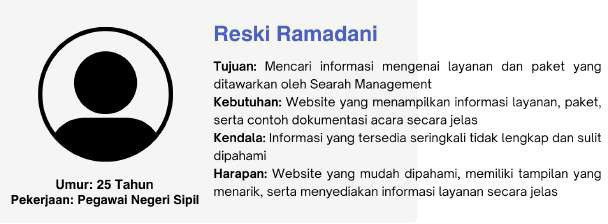 Reski Ramadani
Tujuan: Mencari informasi mengenai layanan dan paket yang
ditawarkan oleh Searah Management
Kebutuhan: Website yang menampilkan informasi layanan, paket,
serta contoh dokumentasi acara secara jelas
Kendala: Informasi yang tersedia seringkali tidak lengkap dan sulit
dipahami
Harapan: Website yang mudah dipahami, memiliki tampilan yang
menarik, serta menyediakan informasi layanan secara jelas
Umur: 25 Tahun
Pekerjaan: Pegawai Negeri Sipil